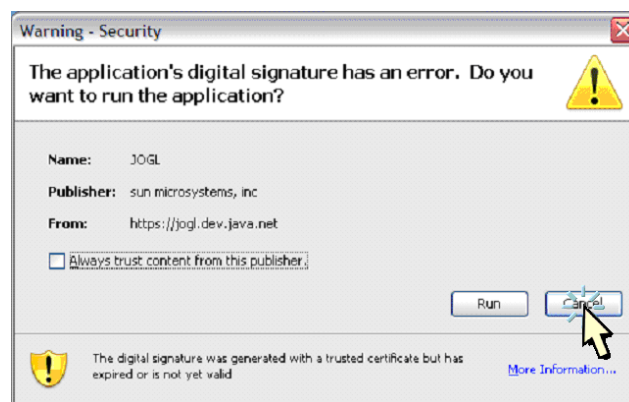 Warning - Security
The application's digital signature has an error. Do you
want to run the application?
Name: JOGL
Publisher: sun microsystems, inc
From: https://jogl.dev.java.net
Always trust content from this publisher.
Run Cancel
The digital signature was generated with a trusted certificate but has
expired or is not yet valid
More Information...